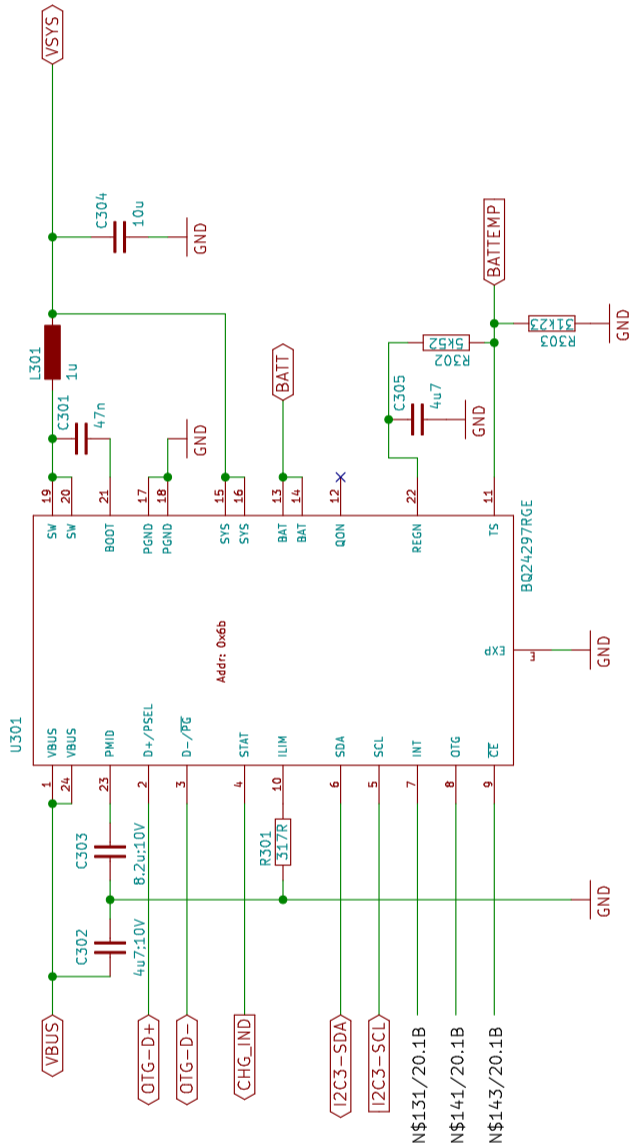 U301
VBUS
OTG-D+
OTG-D-
CHG_IND
I2C3-SDA
I2C3-SCL
N$131/20.1B
N$141/20.1B
N$143/20.1B
C302
4u7:10V
C303
8.2u:10V
R301
317R
GND
1
24
23
2
3
4
10
6
5
7
8
9
VBUS
VBUS
PMID
D+/PSEL
D-/PG
STAT
ILIM
SDA
SCL
INT
OTG
CE
Addr: 0x6b
EXP
E
GND
SW
SW
BOOT
PGND
PGND
SYS
SYS
BAT
BAT
QON
REGN
TS
BQ24297RGE
19
20
21
17
18
15
16
13
14
12
22
11
C301
47n
L301
1u
GND
C304
10u
GND
VSYS
BATT
C305
4u7
GND
R302
5k52
R303
31k23
GND
BATTEMP